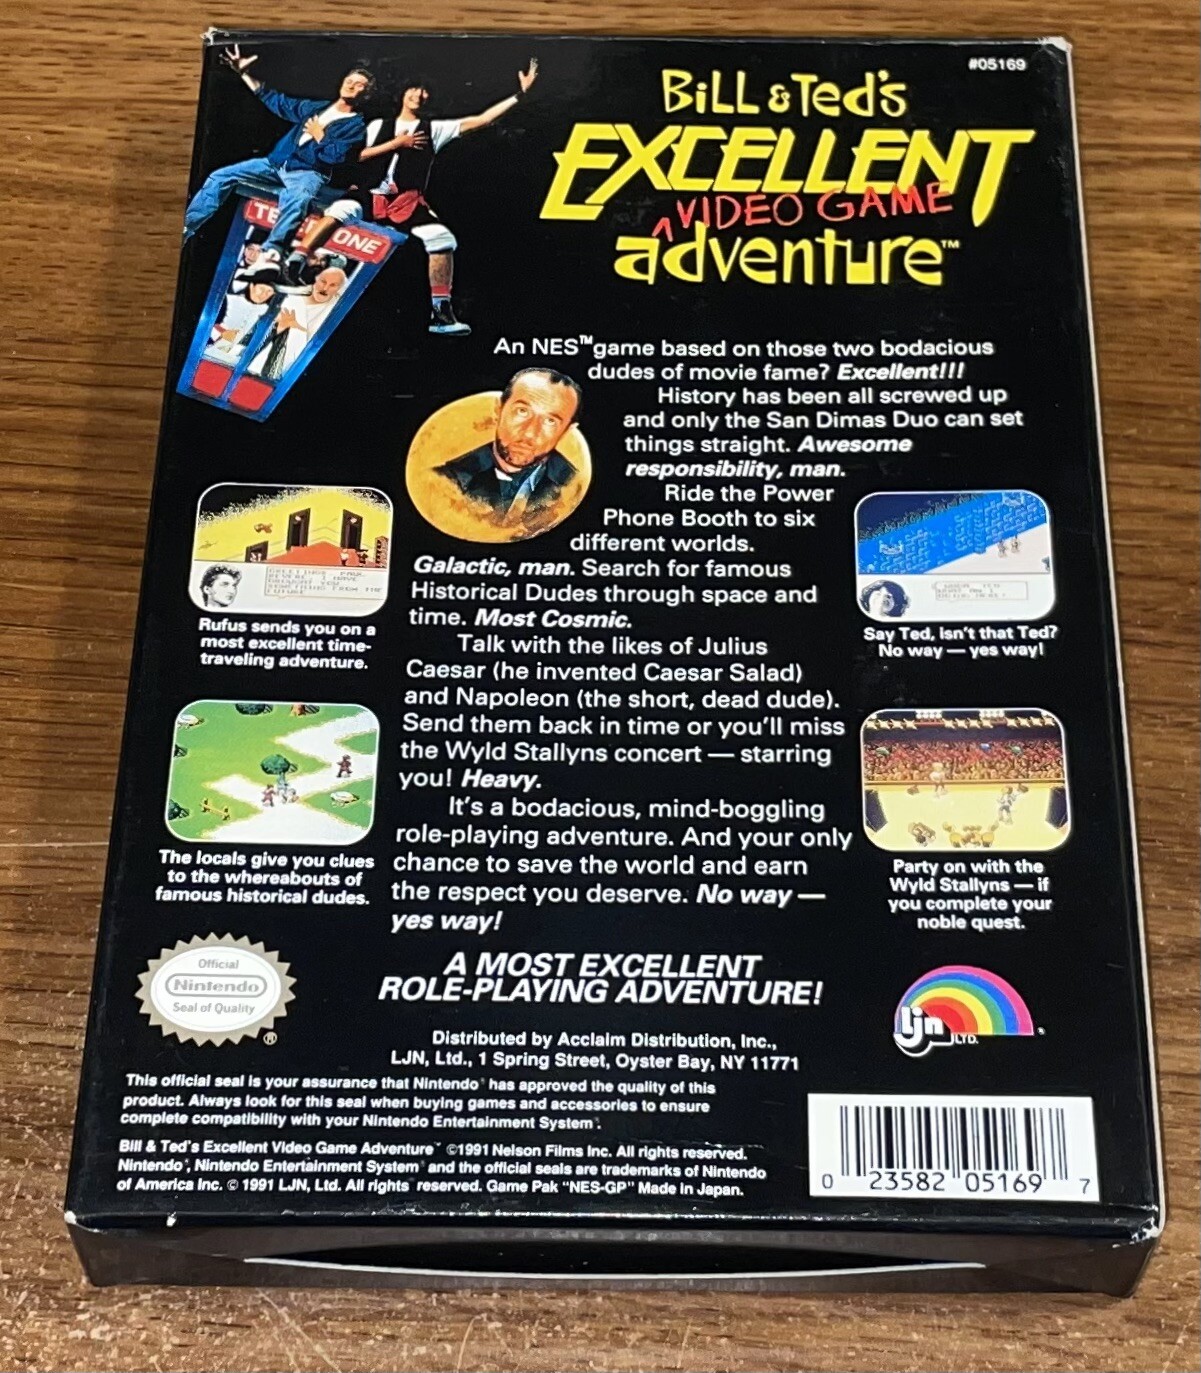 #05169
BiLL & Ted's
EXCELLENT
VIDEO GAME
adventure™
TE
ONE
An NES™ game based on those two bodacious
dudes of movie fame? Excellent!!!
History has been all screwed up
and only the San Dimas Duo can set
things straight. Awesome
responsibility, man.
Ride the Power
Phone Booth to six
different worlds.
Galactic, man. Search for famous
Historical Dudes through space and
time. Most Cosmic.
Talk with the likes of Julius
Caesar (he invented Caesar Salad)
and Napoleon (the short, dead dude).
Send them back in time or you'll miss
the Wyld Stallyns concert — starring
you! Heavy.
It's a bodacious, mind-boggling
role-playing adventure. And your only
chance to save the world and earn
the respect you deserve. No way —
yes way!
Rufus sends you on a
most excellent time-
traveling adventure.
The locals give you clues
to the whereabouts of
famous historical dudes.
Say Ted, isn't that Ted?
No way — yes way!
Party on with the
Wyld Stallyns — if
you complete your
noble quest.
A MOST EXCELLENT
ROLE-PLAYING ADVENTURE!
Official
Nintendo
Seal of Quality
®
ljn
LTD.
Distributed by Acclaim Distribution, Inc.,
LJN, Ltd., 1 Spring Street, Oyster Bay, NY 11771
This official seal is your assurance that Nintendo® has approved the quality of this
product. Always look for this seal when buying games and accessories to ensure
complete compatibility with your Nintendo Entertainment System®.
Bill & Ted's Excellent Video Game Adventure™ ©1991 Nelson Films Inc. All rights reserved.
Nintendo®, Nintendo Entertainment System® and the official seals are trademarks of Nintendo
of America Inc. © 1991 LJN, Ltd. All rights reserved. Game Pak "NES-GP" Made in Japan.
0 23582 05169 7